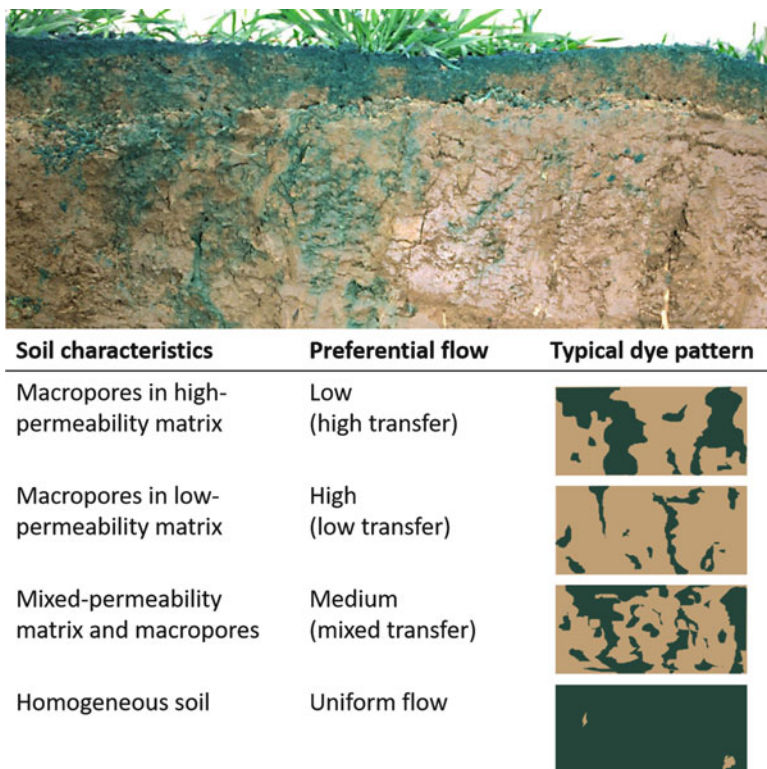 Soil characteristics Preferential flow Typical dye pattern
Macropores in high-
permeability matrix
Low
(high transfer)
Macropores in low-
permeability matrix
High
(low transfer)
Mixed-permeability
matrix and macropores
Medium
(mixed transfer)
Homogeneous soil Uniform flow